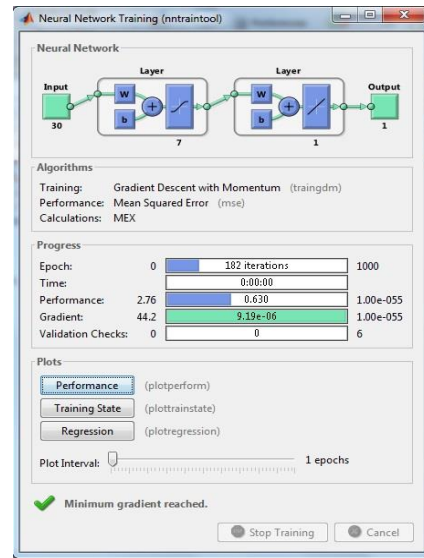 Neural Network Training (nntraintool)
Neural Network
Layer Layer
Input Output
W W
b b
30 7 1 1
Algorithms
Training: Gradient Descent with Momentum (traingdm)
Performance: Mean Squared Error (mse)
Calculations: MEX
Progress
Epoch: 0 182 iterations 1000
Time: 0:00:00
Performance: 2.76 0.630 1.00e-055
Gradient: 44.2 9.19e-06 1.00e-055
Validation Checks: 0 0 6
Plots
Performance (plotperform)
Training State (plottrainstate)
Regression (plotregression)
Plot Interval: 1 epochs
Minimum gradient reached.
Stop Training Cancel